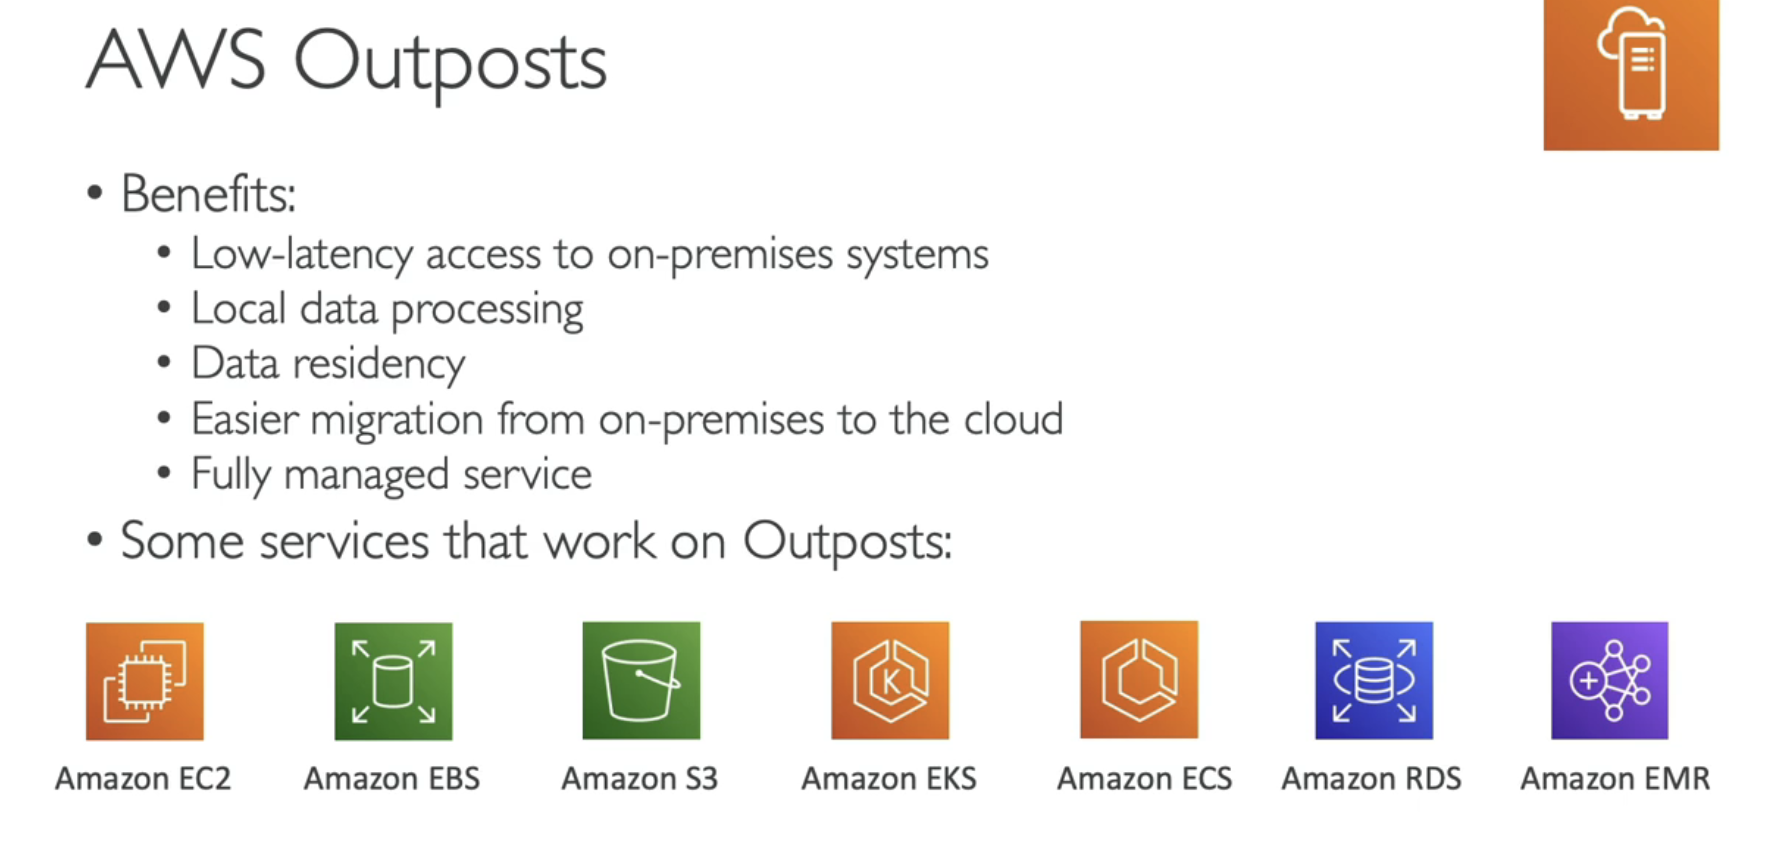 AWS Outposts
• Benefits:
• Low-latency access to on-premises systems
• Local data processing
• Data residency
• Easier migration from on-premises to the cloud
• Fully managed service
• Some services that work on Outposts:
K
Amazon EC2 Amazon EBS Amazon S3 Amazon EKS Amazon ECS Amazon RDS Amazon EMR